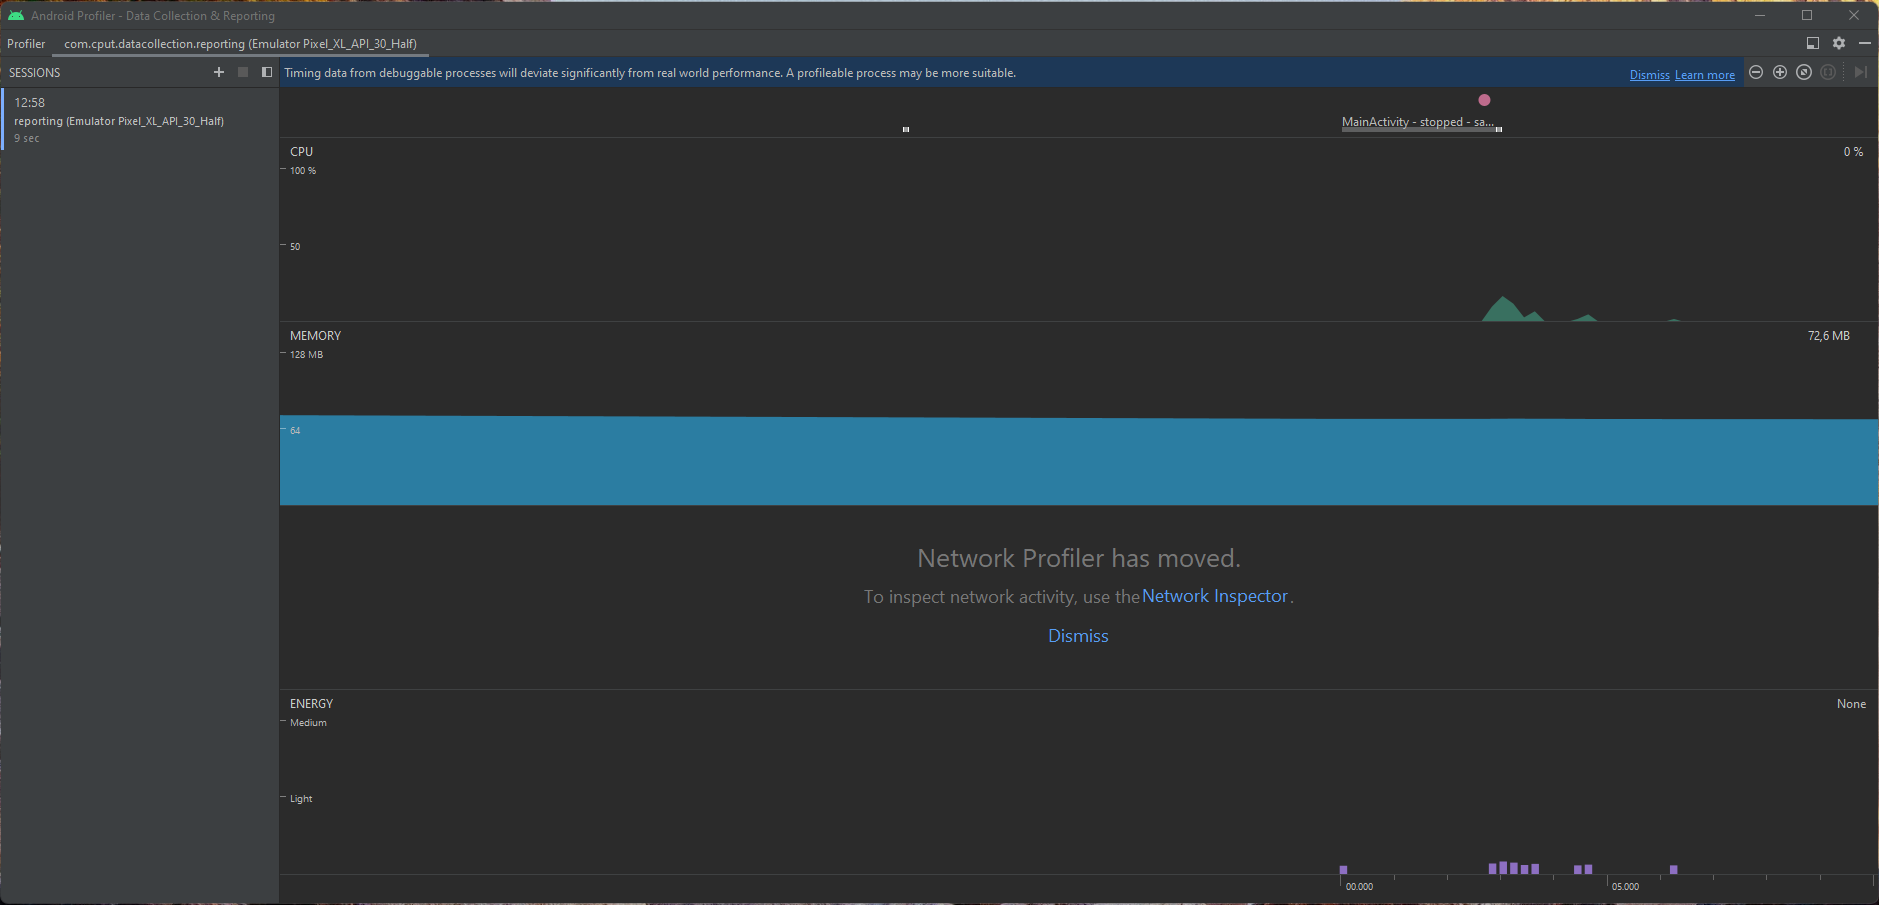 Android Profiler - Data Collection & Reporting
Profiler com.cput.datacollection.reporting (Emulator Pixel_XL_API_30_Half)
SESSIONS
Timing data from debuggable processes will deviate significantly from real world performance. A profileable process may be more suitable. Dismiss Learn more
12:58
reporting (Emulator Pixel_XL_API_30_Half)
9 sec
MainActivity - stopped - sa...
CPU 0 %
100 %
50
MEMORY 72,6 MB
128 MB
64
Network Profiler has moved.
To inspect network activity, use the Network Inspector.
Dismiss
ENERGY None
Medium
Light
00.000 05.000